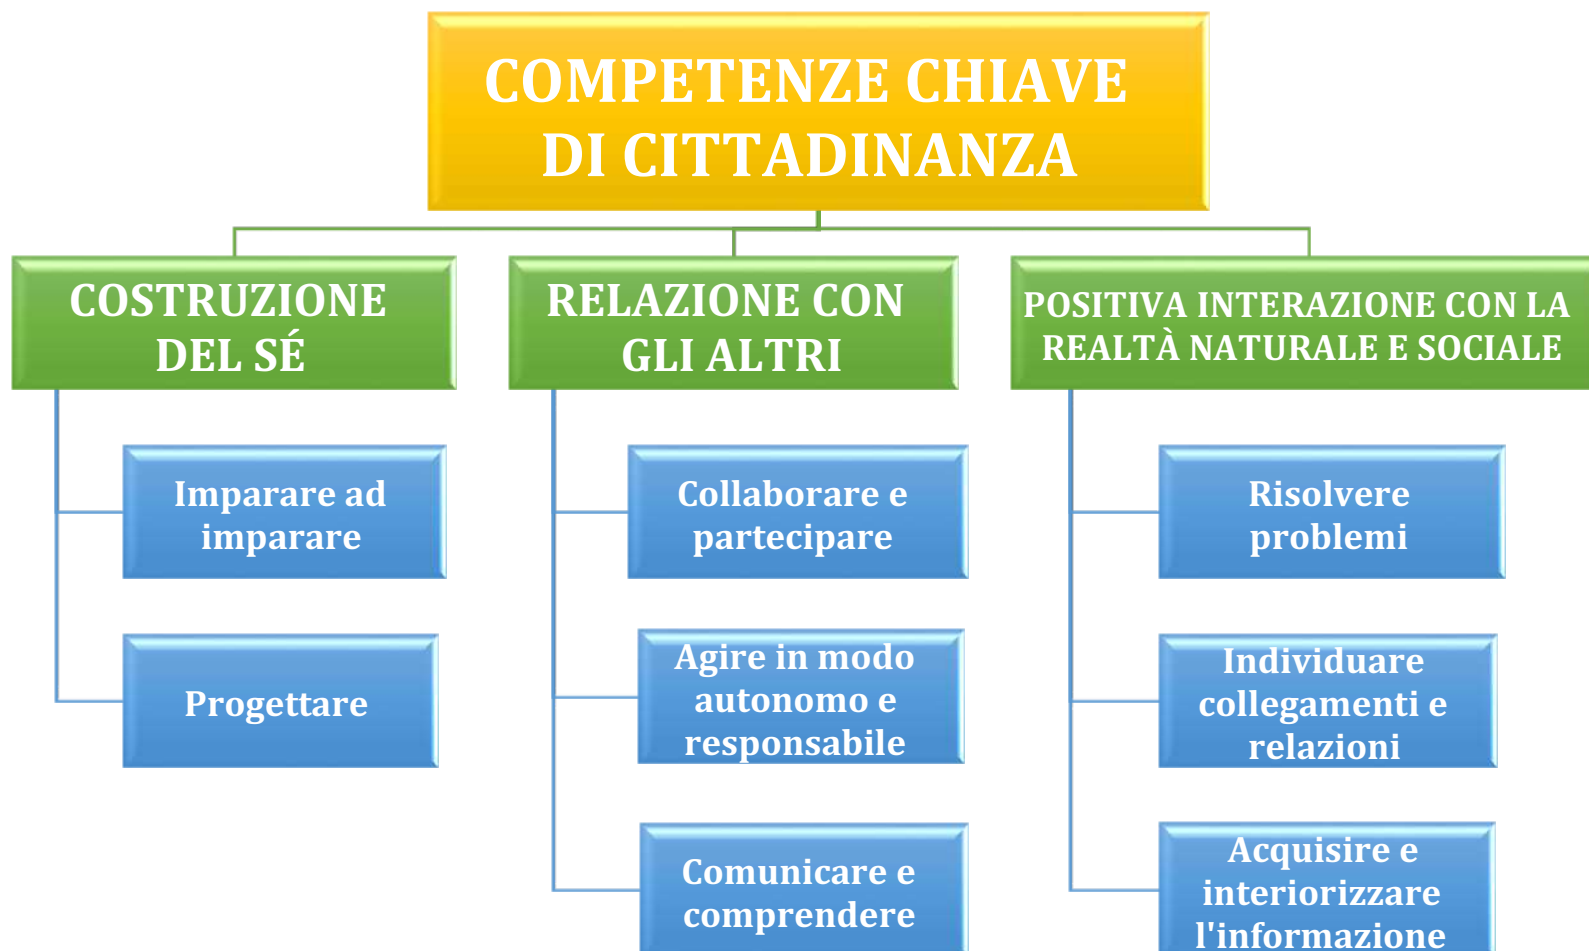 COMPETENZE CHIAVE
DI CITTADINANZA
COSTRUZIONE
DEL SÉ
Imparare ad
imparare
Progettare
RELAZIONE CON
GLI ALTRI
Collaborare e
partecipare
Agire in modo
autonomo e
responsabile
Comunicare e
comprendere
POSITIVA INTERAZIONE CON LA
REALTÀ NATURALE E SOCIALE
Risolvere
problemi
Individuare
collegamenti e
relazioni
Acquisire e
interiorizzare
l'informazione